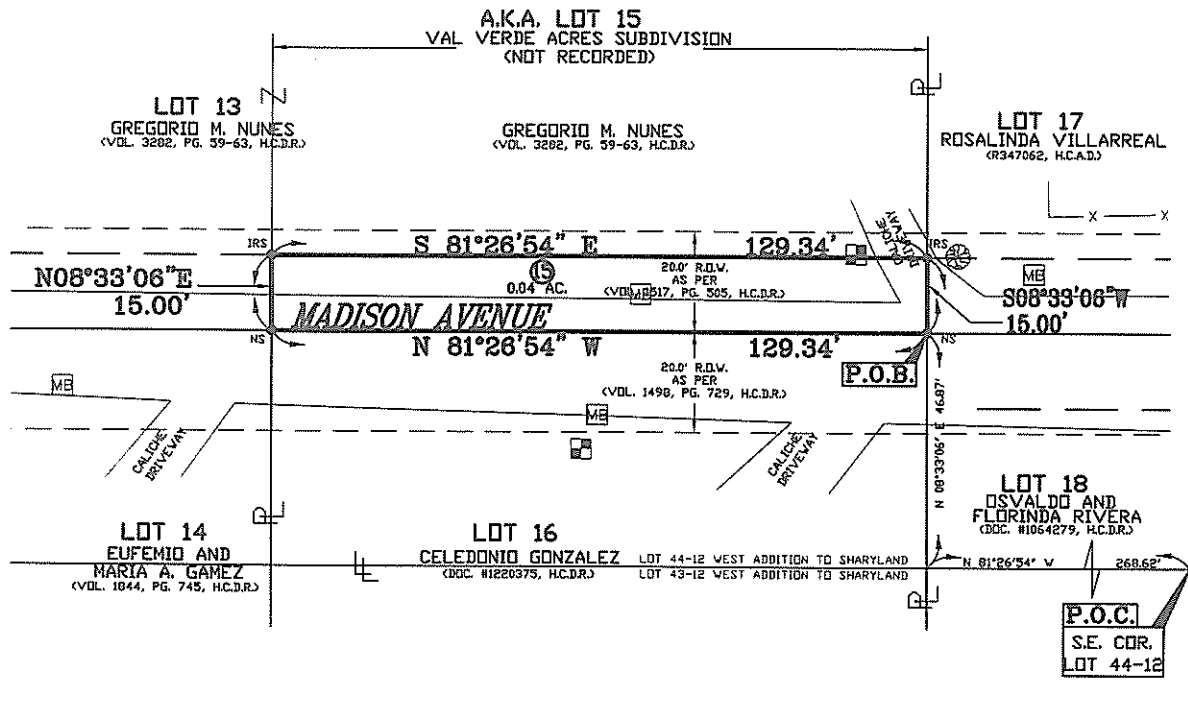 A.K.A. LOT 15
VAL VERDE ACRES SUBDIVISION
(NOT RECORDED)
LOT 13
GREGORIO M. NUNES
(VOL. 3282, PG. 59-63, H.C.D.R.)
GREGORIO M. NUNES
(VOL. 3282, PG. 59-63, H.C.D.R.)
LOT 17
ROSALINDA VILLARREAL
(R347062, H.C.A.D.)
X
X
IRS
S 81°26'54" E
129.34'
CALICHE
DRIVEWAY
IRS
15
0.04 AC.
20.0' R.O.W.
AS PER
PG. 505, H.C.D.R.)
MB
MB
N08°33'06"E
15.00'
S08°33'06"W
15.00'
MADISON AVENUE
NS
N 81°26'54" W
129.34'
NS
P.O.B.
20.0' R.O.W.
AS PER
(VOL. 1498, PG. 729, H.C.D.R.)
MB
MB
CALICHE
DRIVEWAY
CALICHE
DRIVEWAY
N 08°33'06" E 46.87'
LOT 14
EUFEMIO AND
MARIA A. GAMEZ
(VOL. 1844, PG. 745, H.C.D.R.)
LOT 16
CELEDONIO GONZALEZ
(DOC. #1220375, H.C.D.R.)
LOT 44-12 WEST ADDITION TO SHARYLAND
LOT 43-12 WEST ADDITION TO SHARYLAND
LOT 18
OSVALDO AND
FLORINDA RIVERA
(DOC. #1064279, H.C.D.R.)
N 81°26'54" W
268.62'
P.O.C.
S.E. COR.
LOT 44-12